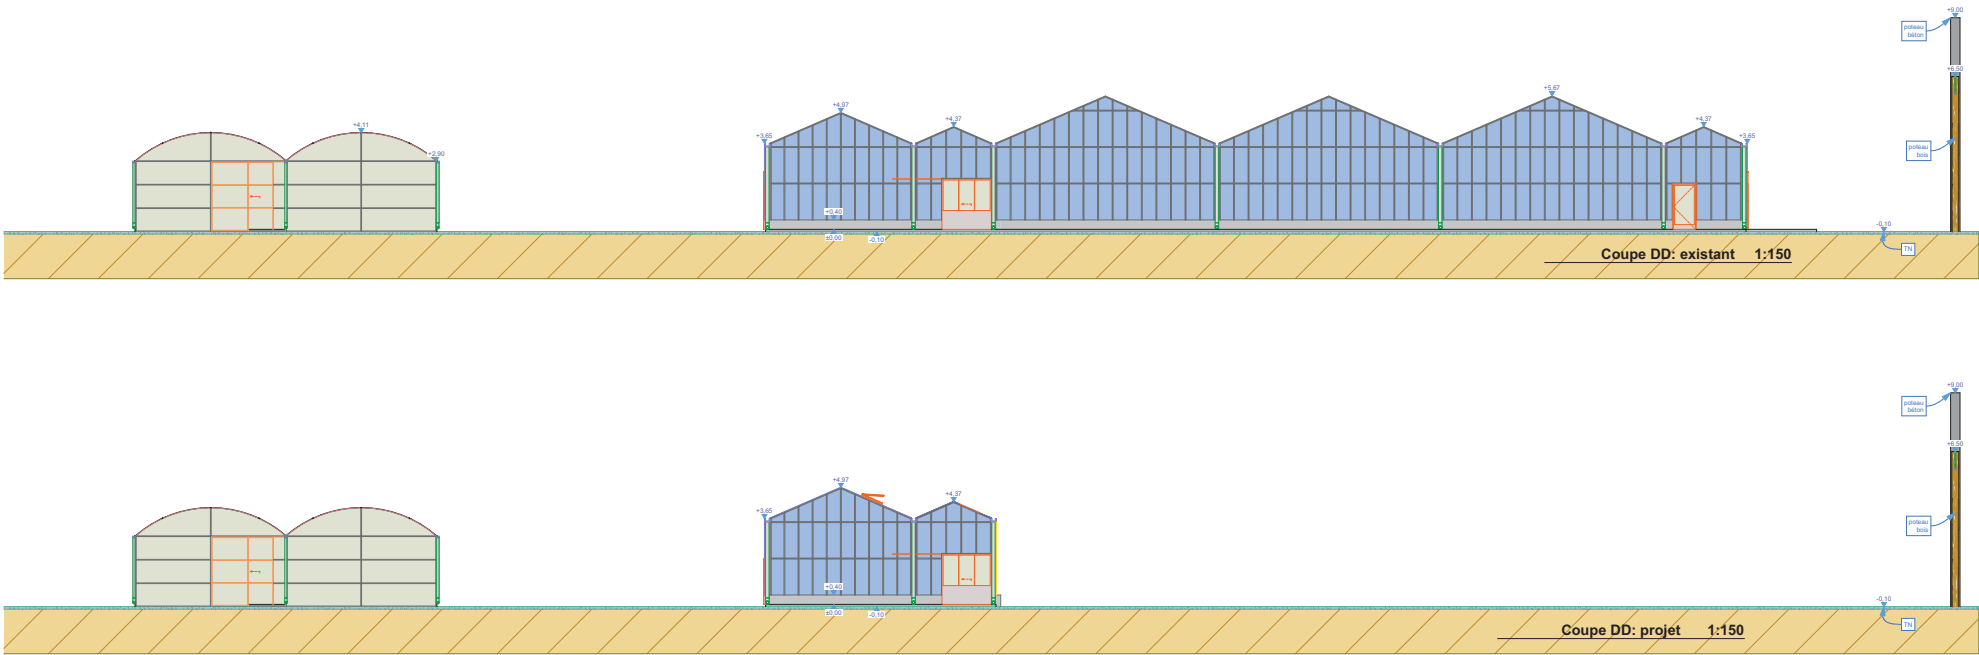 +9,00
poteau
béton
+6,50
+5,67
+4,97
+4,11
+4,37
+4,37
+3,65
+3,65
+2,90
poteau
bois
+0,40
±0,00
-0,10
-0,10
TN
Coupe DD: existant 1:150
+9,00
poteau
béton
+6,50
+4,97
+4,37
+3,65
poteau
bois
+0,40
±0,00
-0,10
-0,10
TN
Coupe DD: projet 1:150